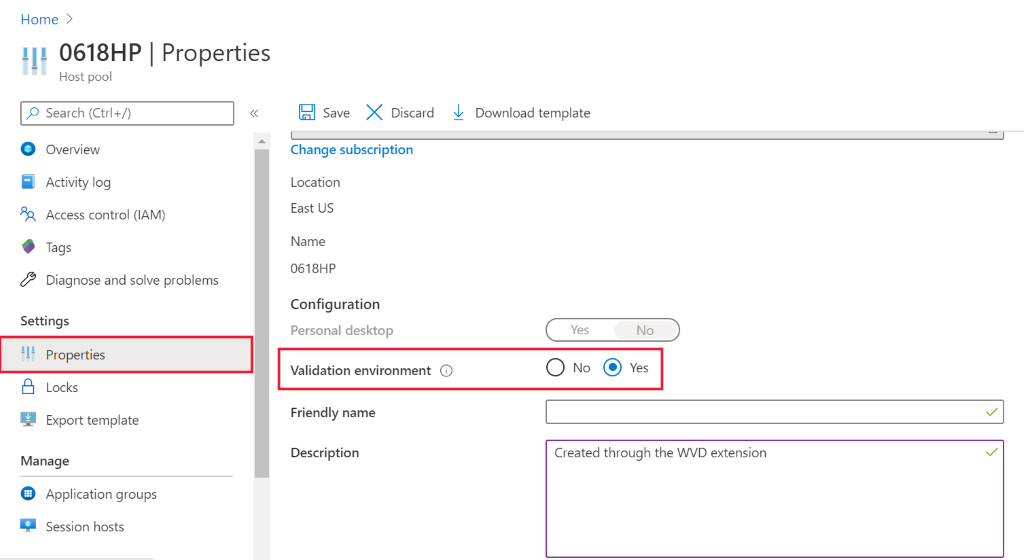 Home
0618HP | Properties
Host pool
Search (Ctrl+/)
«
Save
Discard
Download template
Overview
Activity log
Access control (IAM)
Tags
Diagnose and solve problems
Settings
Properties
Locks
Export template
Manage
Application groups
Session hosts
Change subscription
Location
East US
Name
0618HP
Configuration
Personal desktop
Yes No
Validation environment
No Yes
Friendly name
Description
Created through the WVD extension